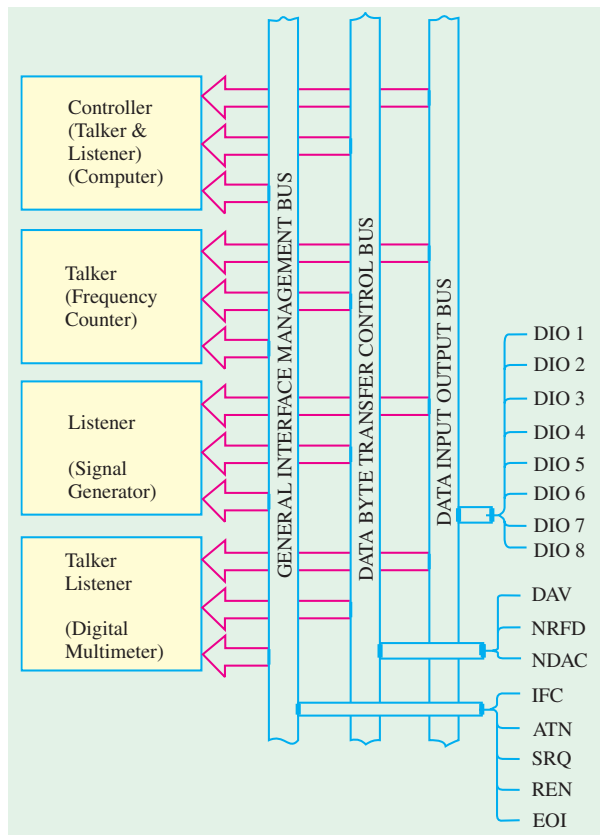 Controller
(Talker &
Listener)
(Computer)
Talker
(Frequency
Counter)
Listener
(Signal
Generator)
Talker
Listener
(Digital
Multimeter)
GENERAL INTERFACE MANAGEMENT BUS
DATA BYTE TRANSFER CONTROL BUS
DATA INPUT OUTPUT BUS
DIO 1
DIO 2
DIO 3
DIO 4
DIO 5
DIO 6
DIO 7
DIO 8
DAV
NRFD
NDAC
IFC
ATN
SRQ
REN
EOI